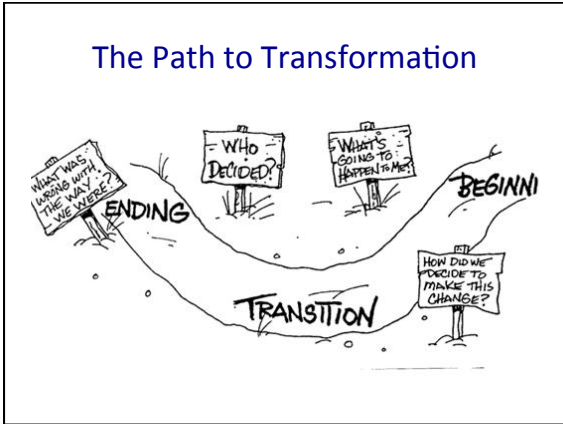 The Path to Transformation
WHAT WAS
WRONG WITH
THE WAY
WE WERE?
WHO
DECIDED?
WHAT'S
GOING TO
HAPPEN TO ME?
ENDING
BEGINNI
TRANSITION
HOW DID WE
DECIDE TO
MAKE THIS
CHANGE?